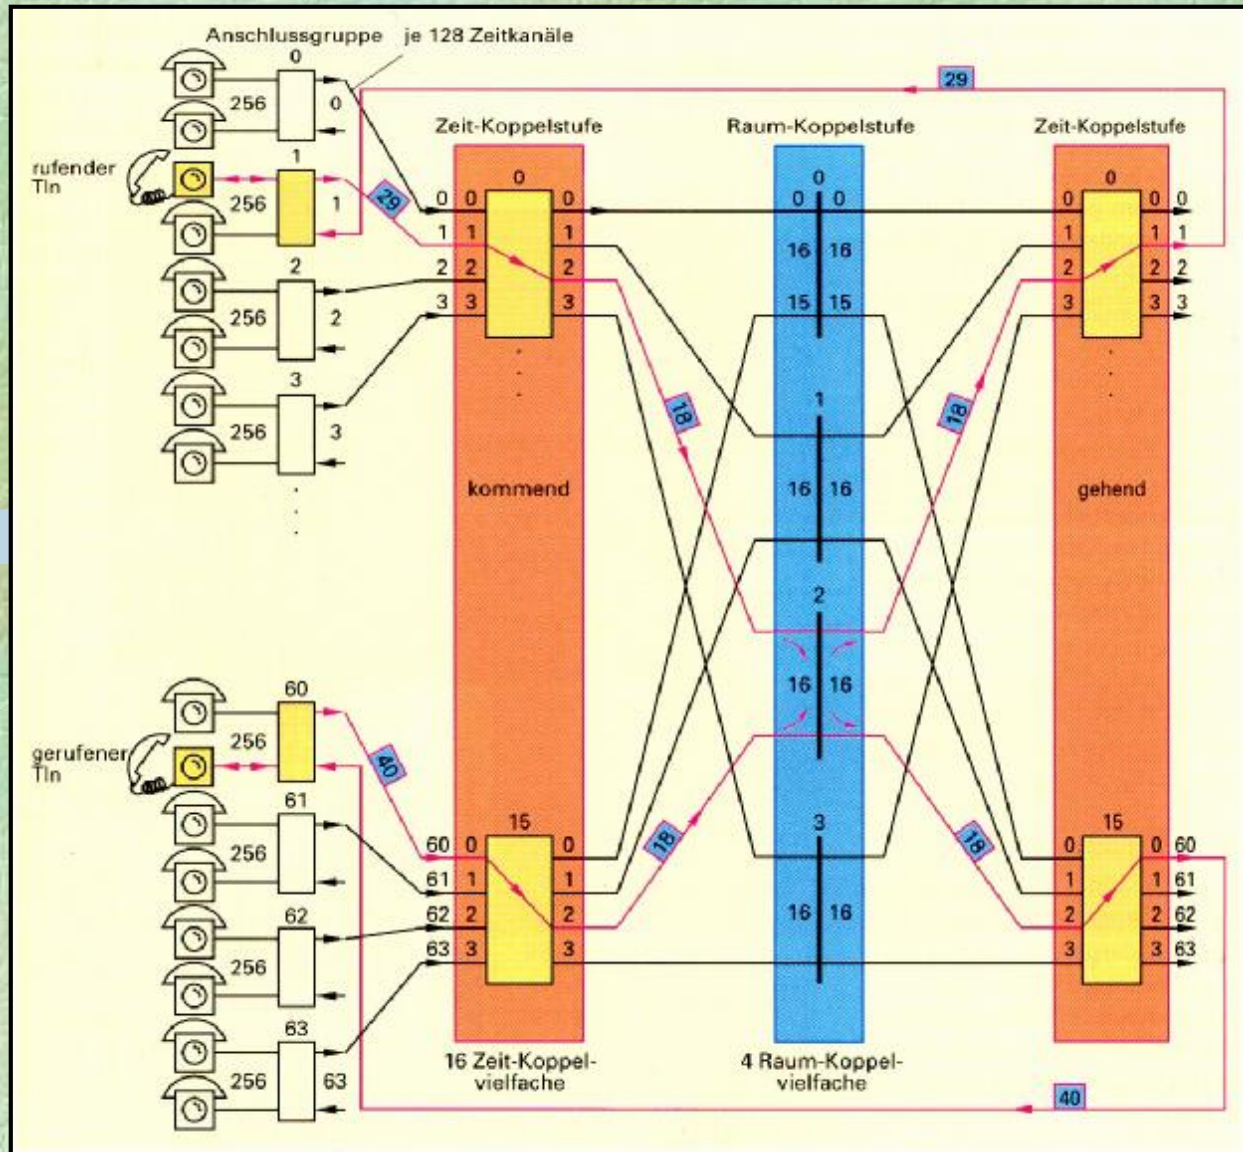 Anschlussgruppe je 128 Zeitkanäle
0
256
0
29
Zeit-Koppelstufe
Raum-Koppelstufe
Zeit-Koppelstufe
rufender
Tln
1
256
1
29
2
256
2
3
256
3
0 0 0 0
1 1 1
2 2 2
3 3 3
0
0 0
16 16
15 15
0
0 0 0
1 1 1
2 2 2
3 3 3
18
18
1
16 16
kommend
gehend
2
16 16
60
256
gerufener
Tln
40
61
256
62
256
63
256
63
15
60 0 0
61 1 1
62 2 2
63 3 3
18
3
16 16
18
15
0 0 60
1 1 61
2 2 62
3 3 63
16 Zeit-Koppel-
vielfache
4 Raum-Koppel-
vielfache
40